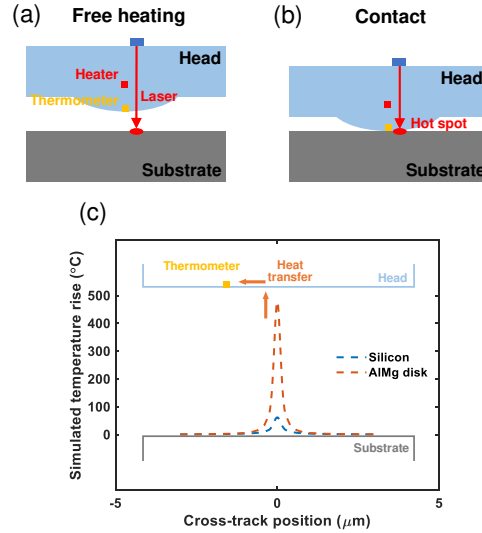 (a)
Free heating
Head
Heater
Thermometer
Laser
Substrate
(b)
Contact
Head
Hot spot
Substrate
(c)
Simulated temperature rise (°C)
500
400
300
200
100
0
Thermometer
Heat
transfer
Head
Silicon
AlMg disk
Substrate
-5
0
5
Cross-track position (μm)